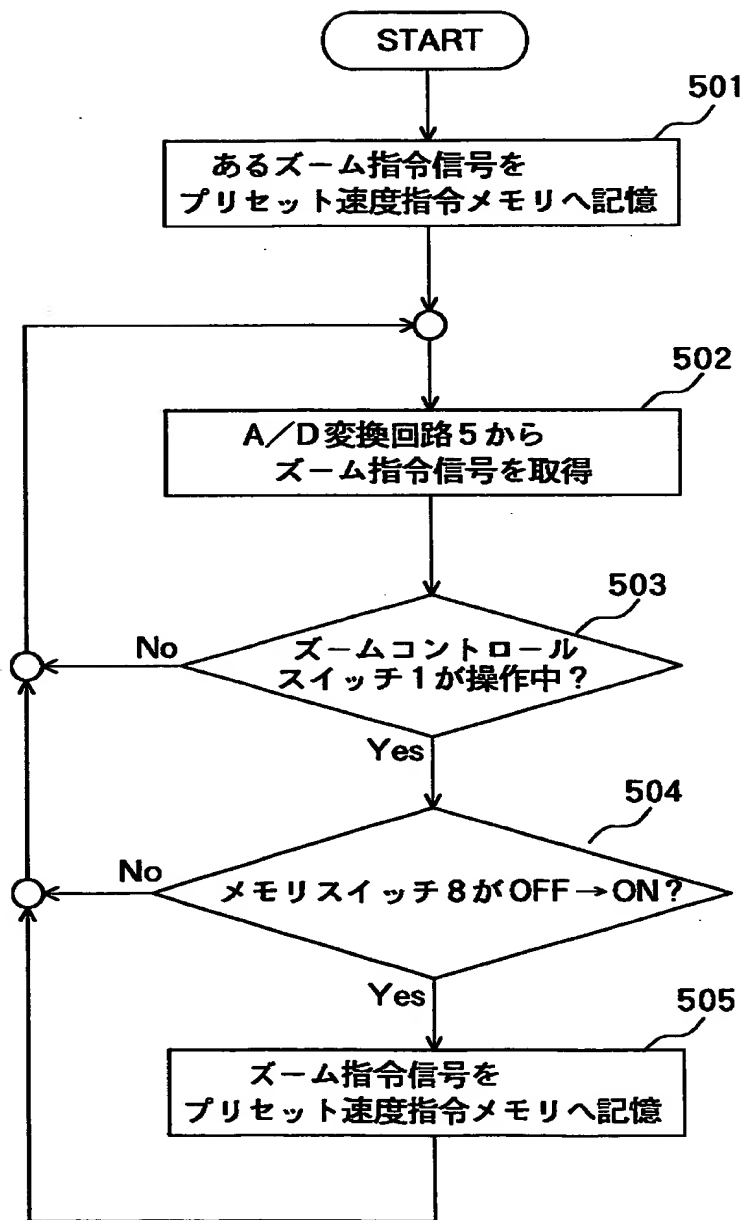 START
501
あるズーム指令信号を
プリセット速度指令メモリへ記憶
502
A／D変換回路5から
ズーム指令信号を取得
503
ズームコントロール
スイッチ1が操作中？
No
Yes
504
メモリスイッチ8がOFF→ON？
No
Yes
505
ズーム指令信号を
プリセット速度指令メモリへ記憶